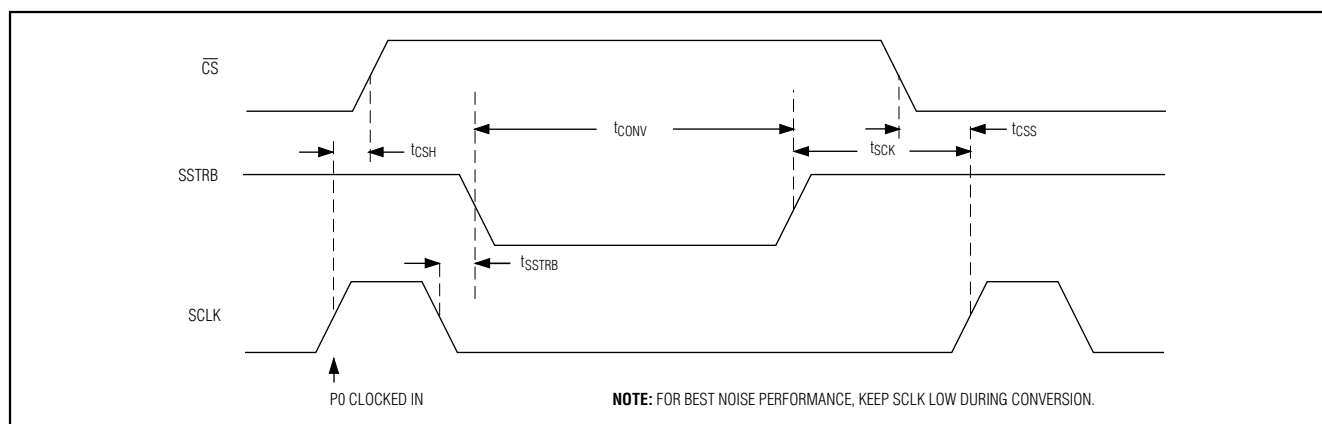 C̅S̅
tCONV
tCSS
tCSH
tSCK
SSTRB
tSSTRB
SCLK
P0 CLOCKED IN
NOTE: FOR BEST NOISE PERFORMANCE, KEEP SCLK LOW DURING CONVERSION.